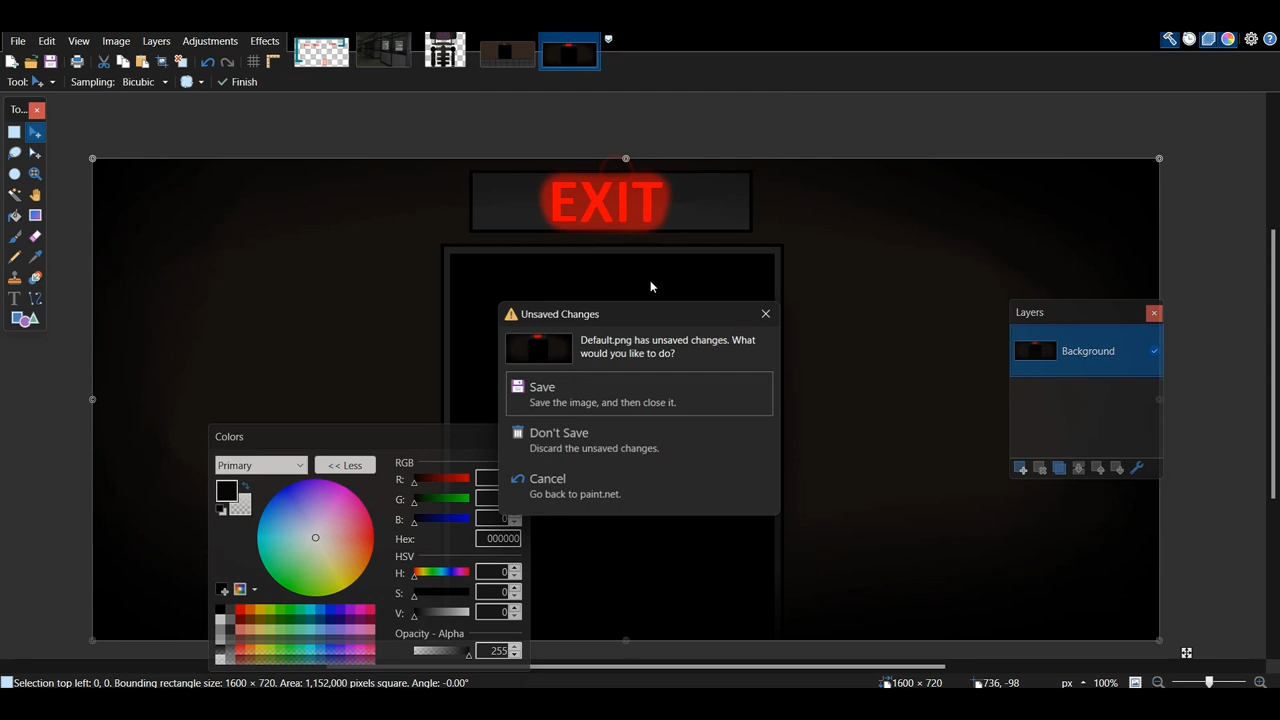 File Edit View Image Layers Adjustments Effects
Tool: Sampling: Bicubic Finish
To...
EXIT
Unsaved Changes
Default.png has unsaved changes. What
would you like to do?
Save
Save the image, and then close it.
Don't Save
Discard the unsaved changes.
Cancel
Go back to paint.net.
Layers
Background
Colors
Primary << Less
RGB
R:
G:
B: 0
Hex: 000000
HSV
H: 0
S: 0
V: 0
Opacity - Alpha
255
Selection top left: 0, 0. Bounding rectangle size: 1600 × 720. Area: 1,152,000 pixels square. Angle: -0.00° 1600 × 720 736, -98 px 100%